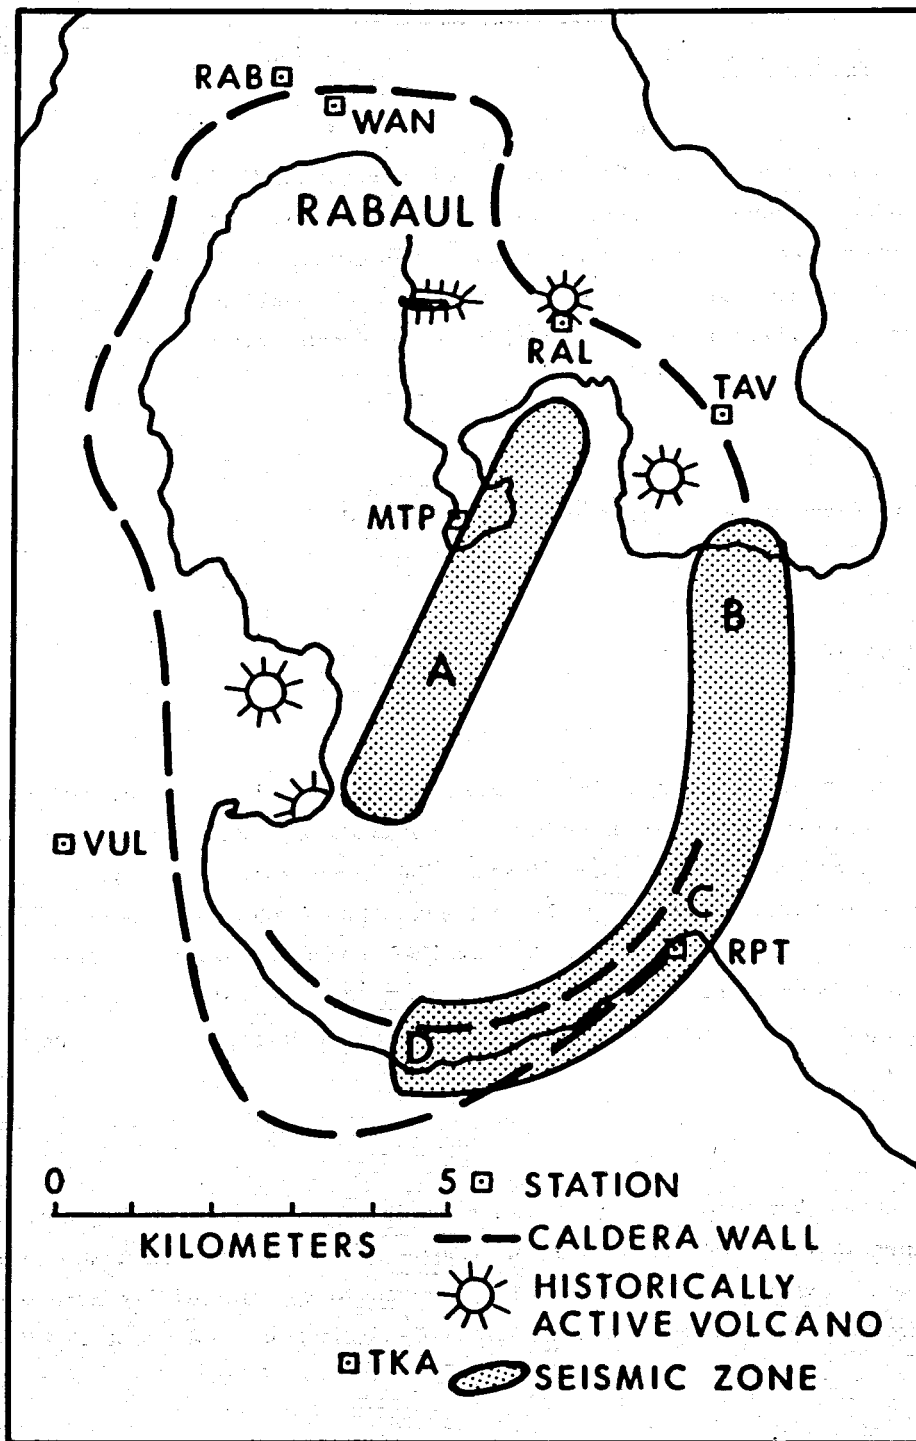 RAB
WAN
RABAUL
RAL
TAV
MTP
B
A
VUL
C
RPT
D
0 5
KILOMETERS
STATION
CALDERA WALL
HISTORICALLY
ACTIVE VOLCANO
TKA
SEISMIC ZONE